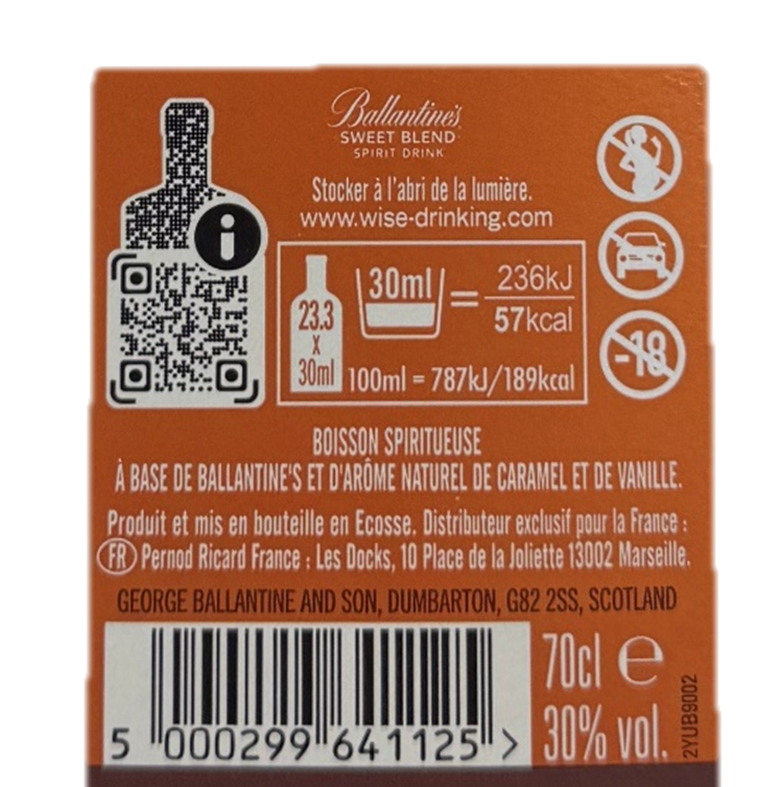 Ballantine's
SWEET BLEND
SPIRIT DRINK
Stocker à l'abri de la lumière.
www.wise-drinking.com
i
23.3
x
30ml
30ml = 236kJ
57kcal
100ml = 787kJ/189kcal
-18
BOISSON SPIRITUEUSE
À BASE DE BALLANTINE'S ET D'ARÔME NATUREL DE CARAMEL ET DE VANILLE.
Produit et mis en bouteille en Ecosse. Distributeur exclusif pour la France :
FR Pernod Ricard France : Les Docks, 10 Place de la Joliette 13002 Marseille.
GEORGE BALLANTINE AND SON, DUMBARTON, G82 2SS, SCOTLAND
5 000299 641125 >
70cl e
30% vol.
2YUB9002